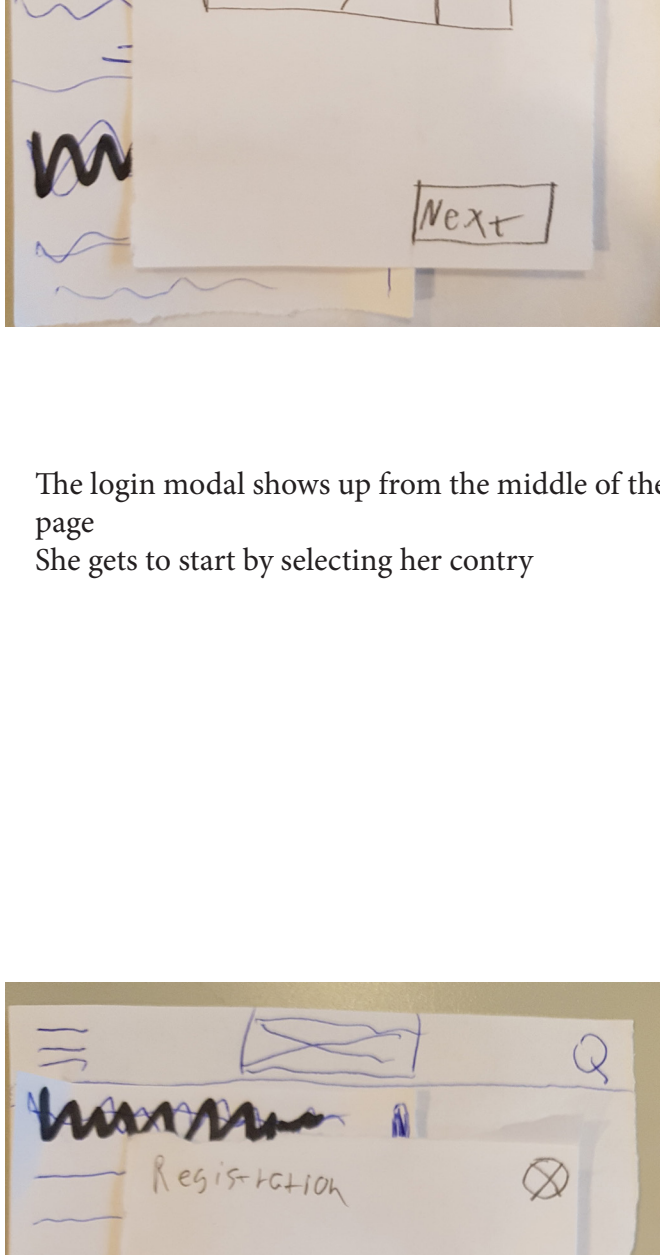 Next
The login modal shows up from the middle of the
page
She gets to start by selecting her contry
Registration